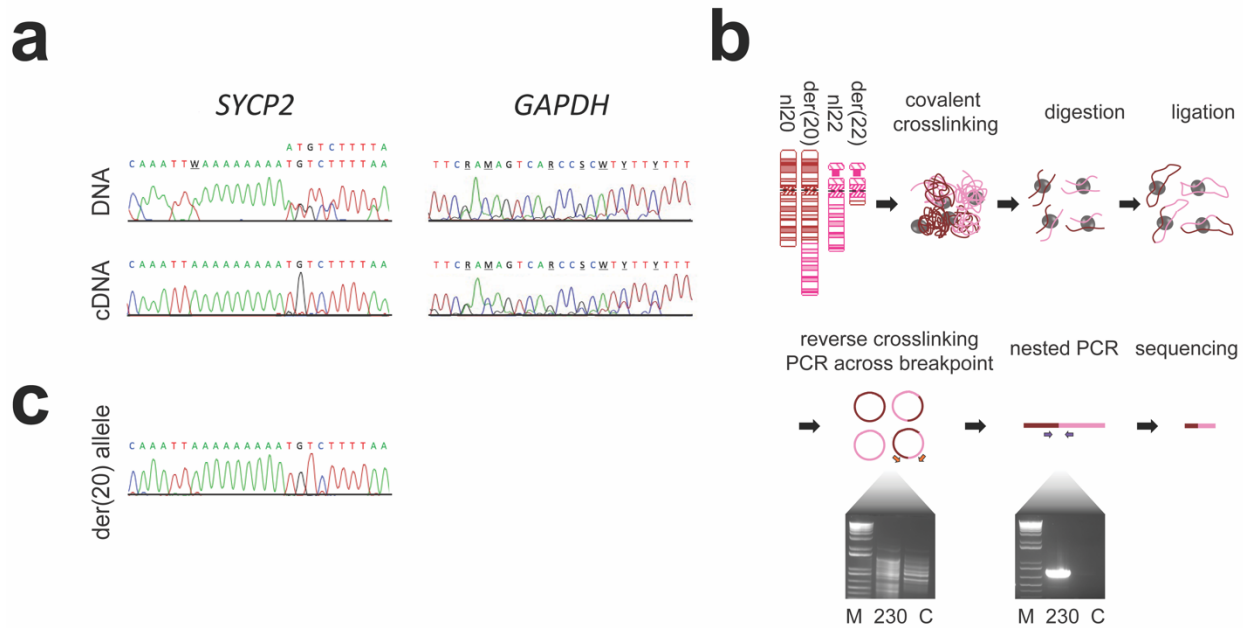 a
SYCP2
GAPDH
DNA
ATGTCTTTTA
CAAATTWAAAAAAAATGTCTTTTAA
TTCRAMAGTCARCCSCWTYTTYTTT
cDNA
CAAATTAAAAAAAAATGTCTTTTAA
TTCRAMAGTCARCCSCWTYTTYTTT
b
nl20
der(20)
nl22
der(22)
covalent
crosslinking
digestion
ligation
reverse crosslinking
PCR across breakpoint
nested PCR
sequencing
M 230 C
M 230 C
c
der(20) allele
CAAATTAAAAAAAAATGTCTTTTAA